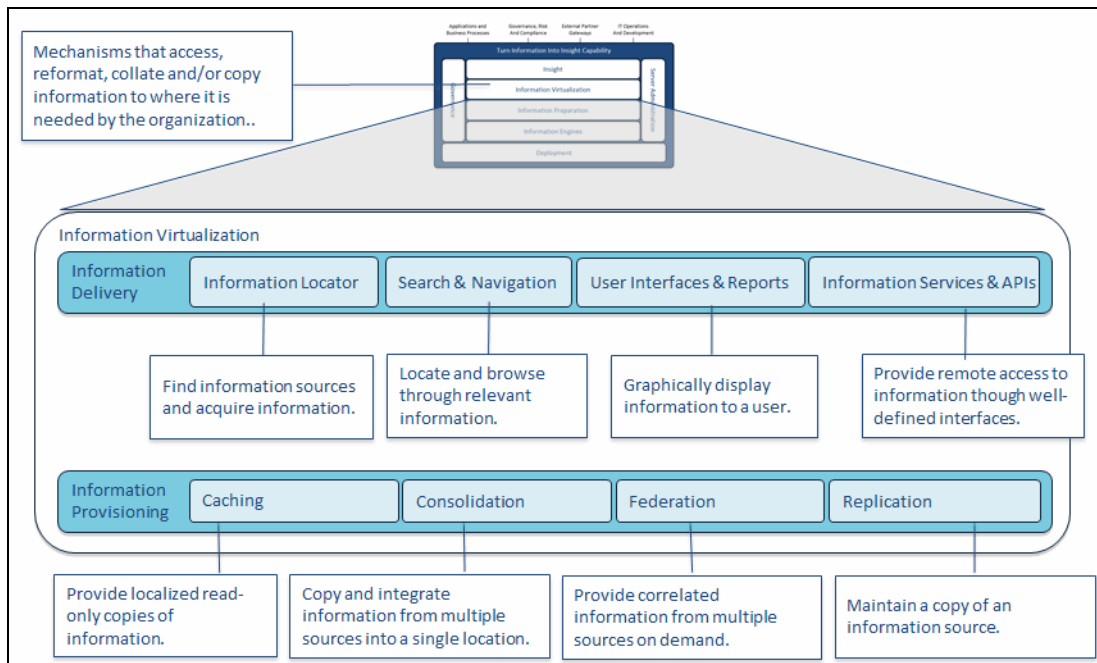 Applications and
Business Processes
Governance, Risk
And Compliance
External Partner
Gateways
IT Operations
And Development
Turn Information Into Insight Capability
Insight
Information Virtualization
Information Preparation
Information Engines
Deployment
Governance
Server Administration
Mechanisms that access,
reformat, collate and/or copy
information to where it is
needed by the organization..
Information Virtualization
Information
Delivery
Information Locator
Search & Navigation
User Interfaces & Reports
Information Services & APIs
Find information sources
and acquire information.
Locate and browse
through relevant
information.
Graphically display
information to a user.
Provide remote access to
information though well-
defined interfaces.
Information
Provisioning
Caching
Consolidation
Federation
Replication
Provide localized read-
only copies of
information.
Copy and integrate
information from multiple
sources into a single location.
Provide correlated
information from multiple
sources on demand.
Maintain a copy of an
information source.